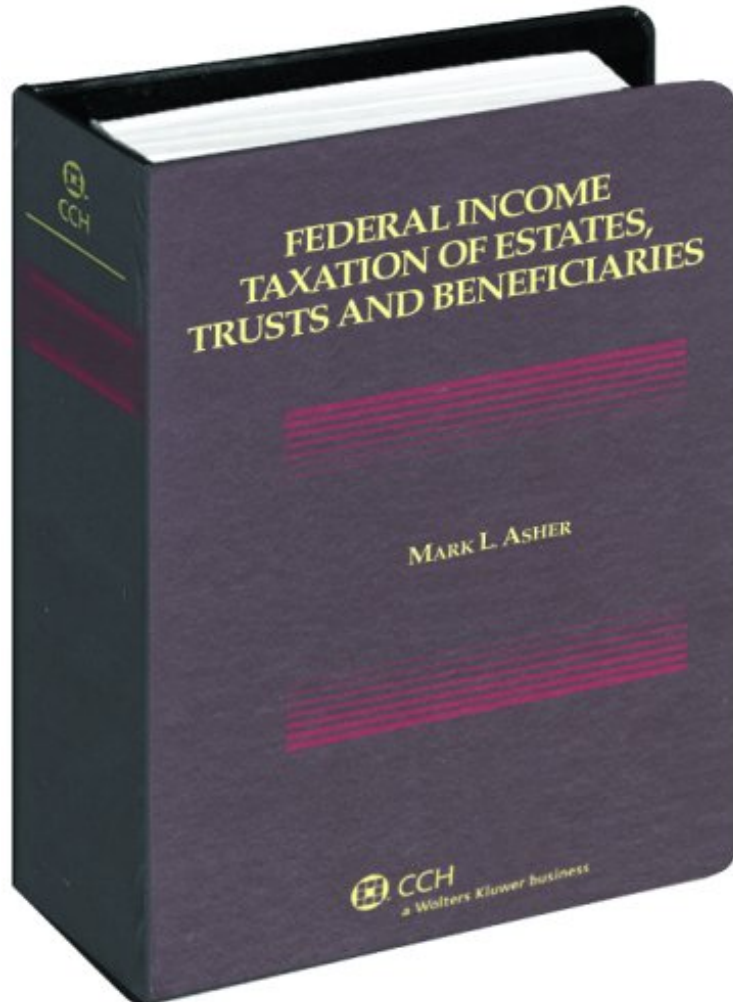 CCH
FEDERAL INCOME
TAXATION OF ESTATES,
TRUSTS AND BENEFICIARIES
MARK L. ASHER
CCH
a Wolters Kluwer business